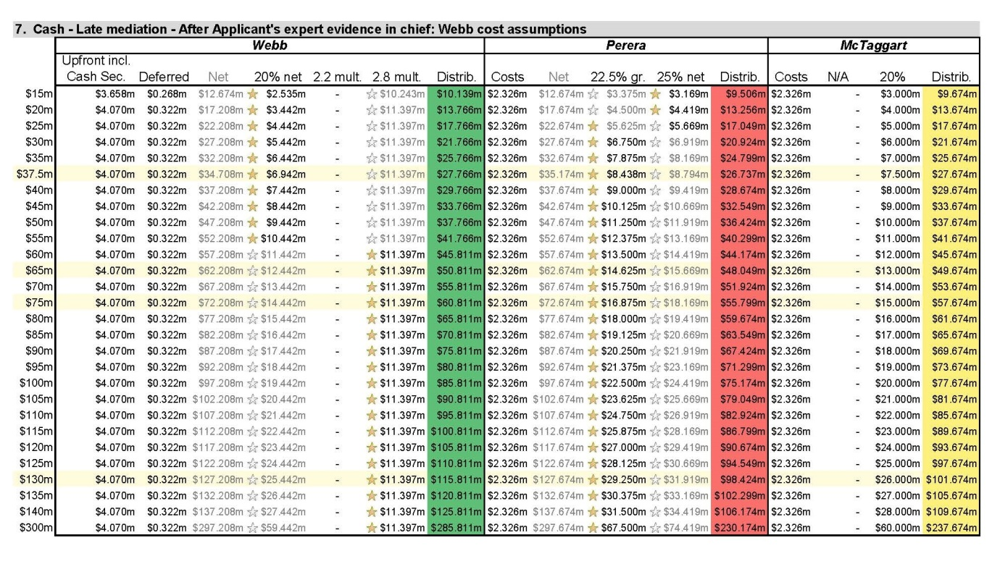 7. Cash - Late mediation - After Applicant's expert evidence in chief: Webb cost assumptions
Webb Perera McTaggart
Upfront incl.
Cash Sec. Deferred Net 20% net 2.2 mult. 2.8 mult. Distrib. Costs Net 22.5% gr. 25% net Distrib. Costs N/A 20% Distrib.
$15m $3.658m $0.268m $12.674m $2.535m - $10.243m $10.139m $2.326m $12.674m $3.375m $3.169m $9.506m $2.326m - $3.000m $9.674m
$20m $4.070m $0.322m $17.208m $3.442m - $11.397m $13.766m $2.326m $17.674m $4.500m $4.419m $13.256m $2.326m - $4.000m $13.674m
$25m $4.070m $0.322m $22.208m $4.442m - $11.397m $17.766m $2.326m $22.674m $5.625m $5.669m $17.049m $2.326m - $5.000m $17.674m
$30m $4.070m $0.322m $27.208m $5.442m - $11.397m $21.766m $2.326m $27.674m $6.750m $6.919m $20.924m $2.326m - $6.000m $21.674m
$35m $4.070m $0.322m $32.208m $6.442m - $11.397m $25.766m $2.326m $32.674m $7.875m $8.169m $24.799m $2.326m - $7.000m $25.674m
$37.5m $4.070m $0.322m $34.708m $6.942m - $11.397m $27.766m $2.326m $35.174m $8.438m $8.794m $26.737m $2.326m - $7.500m $27.674m
$40m $4.070m $0.322m $37.208m $7.442m - $11.397m $29.766m $2.326m $37.674m $9.000m $9.419m $28.674m $2.326m - $8.000m $29.674m
$45m $4.070m $0.322m $42.208m $8.442m - $11.397m $33.766m $2.326m $42.674m $10.125m $10.669m $32.549m $2.326m - $9.000m $33.674m
$50m $4.070m $0.322m $47.208m $9.442m - $11.397m $37.766m $2.326m $47.674m $11.250m $11.919m $36.424m $2.326m - $10.000m $37.674m
$55m $4.070m $0.322m $52.208m $10.442m - $11.397m $41.766m $2.326m $52.674m $12.375m $13.169m $40.299m $2.326m - $11.000m $41.674m
$60m $4.070m $0.322m $57.208m $11.442m - $11.397m $45.811m $2.326m $57.674m $13.500m $14.419m $44.174m $2.326m - $12.000m $45.674m
$65m $4.070m $0.322m $62.208m $12.442m - $11.397m $50.811m $2.326m $62.674m $14.625m $15.669m $48.049m $2.326m - $13.000m $49.674m
$70m $4.070m $0.322m $67.208m $13.442m - $11.397m $55.811m $2.326m $67.674m $15.750m $16.919m $51.924m $2.326m - $14.000m $53.674m
$75m $4.070m $0.322m $72.208m $14.442m - $11.397m $60.811m $2.326m $72.674m $16.875m $18.169m $55.799m $2.326m - $15.000m $57.674m
$80m $4.070m $0.322m $77.208m $15.442m - $11.397m $65.811m $2.326m $77.674m $18.000m $19.419m $59.674m $2.326m - $16.000m $61.674m
$85m $4.070m $0.322m $82.208m $16.442m - $11.397m $70.811m $2.326m $82.674m $19.125m $20.669m $63.549m $2.326m - $17.000m $65.674m
$90m $4.070m $0.322m $87.208m $17.442m - $11.397m $75.811m $2.326m $87.674m $20.250m $21.919m $67.424m $2.326m - $18.000m $69.674m
$95m $4.070m $0.322m $92.208m $18.442m - $11.397m $80.811m $2.326m $92.674m $21.375m $23.169m $71.299m $2.326m - $19.000m $73.674m
$100m $4.070m $0.322m $97.208m $19.442m - $11.397m $85.811m $2.326m $97.674m $22.500m $24.419m $75.174m $2.326m - $20.000m $77.674m
$105m $4.070m $0.322m $102.208m $20.442m - $11.397m $90.811m $2.326m $102.674m $23.625m $25.669m $79.049m $2.326m - $21.000m $81.674m
$110m $4.070m $0.322m $107.208m $21.442m - $11.397m $95.811m $2.326m $107.674m $24.750m $26.919m $82.924m $2.326m - $22.000m $85.674m
$115m $4.070m $0.322m $112.208m $22.442m - $11.397m $100.811m $2.326m $112.674m $25.875m $28.169m $86.799m $2.326m - $23.000m $89.674m
$120m $4.070m $0.322m $117.208m $23.442m - $11.397m $105.811m $2.326m $117.674m $27.000m $29.419m $90.674m $2.326m - $24.000m $93.674m
$125m $4.070m $0.322m $122.208m $24.442m - $11.397m $110.811m $2.326m $122.674m $28.125m $30.669m $94.549m $2.326m - $25.000m $97.674m
$130m $4.070m $0.322m $127.208m $25.442m - $11.397m $115.811m $2.326m $127.674m $29.250m $31.919m $98.424m $2.326m - $26.000m $101.674m
$135m $4.070m $0.322m $132.208m $26.442m - $11.397m $120.811m $2.326m $132.674m $30.375m $33.169m $102.299m $2.326m - $27.000m $105.674m
$140m $4.070m $0.322m $137.208m $27.442m - $11.397m $125.811m $2.326m $137.674m $31.500m $34.419m $106.174m $2.326m - $28.000m $109.674m
$300m $4.070m $0.322m $297.208m $59.442m - $11.397m $285.811m $2.326m $297.674m $67.500m $74.419m $230.174m $2.326m - $60.000m $237.674m